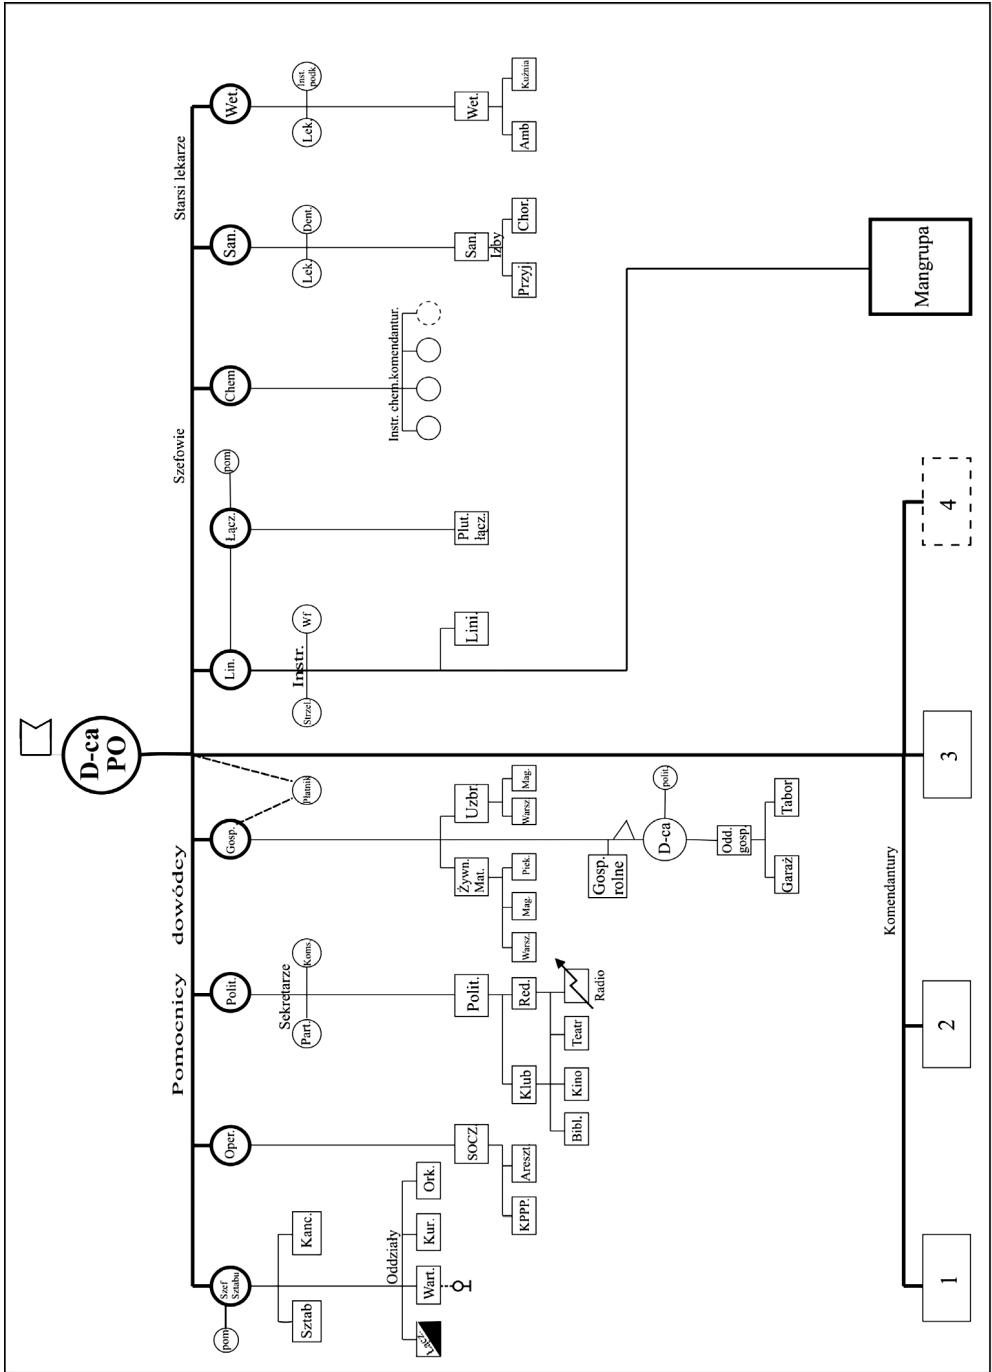 D-ca
PO
Pomocnicy dowódcy
Szefowie
Starsi lekarze
pom
Szef
Sztabu
Oper.
Polit.
Gosp.
Płatnik
Lin.
Łącz.
pom
Chem
San.
Wet.
Sztab
Kanc.
Sekretarze
Part.
Koms.
Instr.
Strzel.
Wf
Lek
Dent.
Lek
Inst.
podk
Oddziały
Łącz.
Wart.
Kur.
Ork.
Instr. chem.komendantur.
SOCZ.
Polit.
Żywn.
Mat.
Uzbr.
Lini.
Plut.
łącz.
San.
Izby
Wet.
KPPP.
Areszt.
Klub
Red.
Warsz.
Mag.
Piek.
Warsz.
Mag.
Przyj.
Chor.
Amb
Kuźnia
Bibl.
Kino
Teatr
Radio
Gosp.
rolne
D-ca
polit.
Odd.
gosp.
Garaż
Tabor
Komendantury
1
2
3
4
Mangrupa